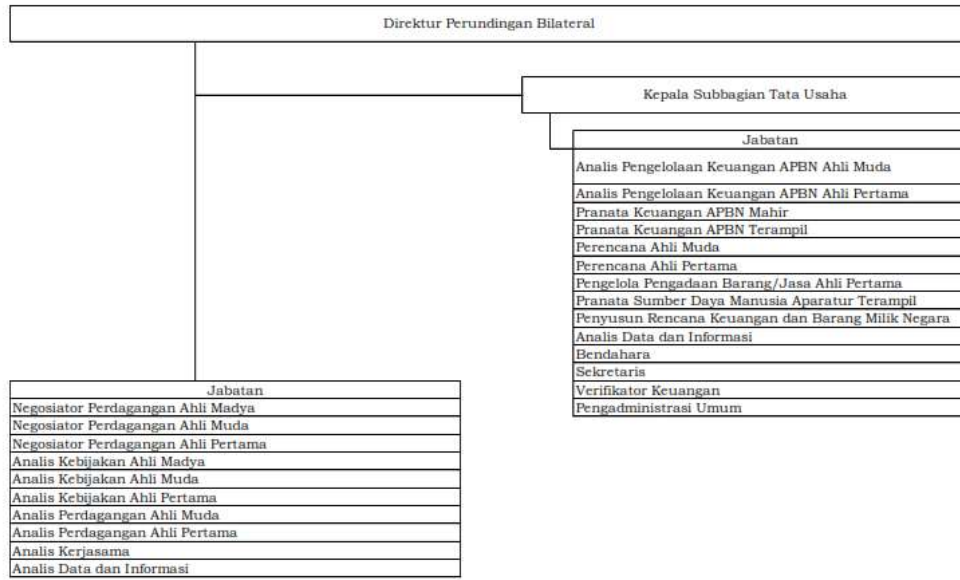 Direktur Perundingan Bilateral
Kepala Subbagian Tata Usaha
Jabatan
Analis Pengelolaan Keuangan APBN Ahli Muda
Analis Pengelolaan Keuangan APBN Ahli Pertama
Pranata Keuangan APBN Mahir
Pranata Keuangan APBN Terampil
Perencana Ahli Muda
Perencana Ahli Pertama
Pengelola Pengadaan Barang/Jasa Ahli Pertama
Pranata Sumber Daya Manusia Aparatur Terampil
Penyusun Rencana Keuangan dan Barang Milik Negara
Analis Data dan Informasi
Bendahara
Sekretaris
Verifikator Keuangan
Pengadministrasi Umum
Jabatan
Negosiator Perdagangan Ahli Madya
Negosiator Perdagangan Ahli Muda
Negosiator Perdagangan Ahli Pertama
Analis Kebijakan Ahli Madya
Analis Kebijakan Ahli Muda
Analis Kebijakan Ahli Pertama
Analis Perdagangan Ahli Muda
Analis Perdagangan Ahli Pertama
Analis Kerjasama
Analis Data dan Informasi